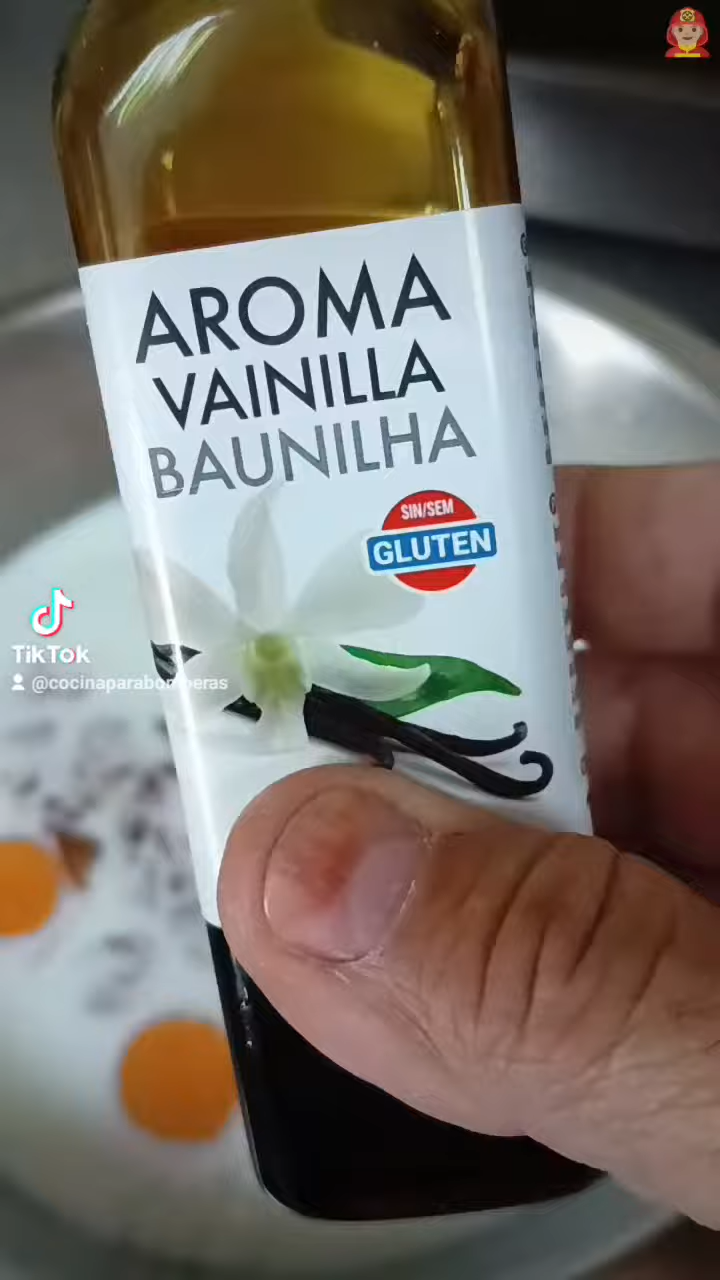 AROMA
VAINILLA
BAUNILHA
SIN/SEM
GLUTEN
TikTok
@cocinaparabomberas